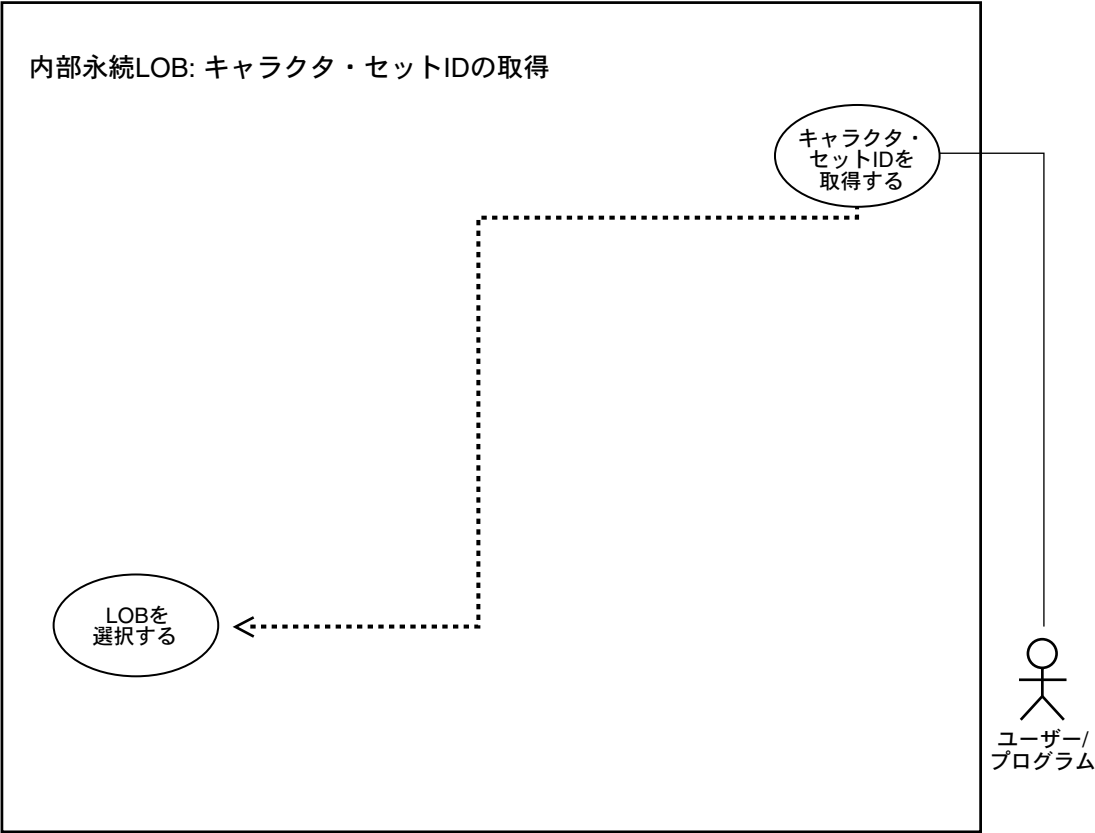 内部永続LOB: キャラクタ・セットIDの取得
キャラクタ・
セットIDを
取得する
LOBを
選択する
ユーザー/
プログラム